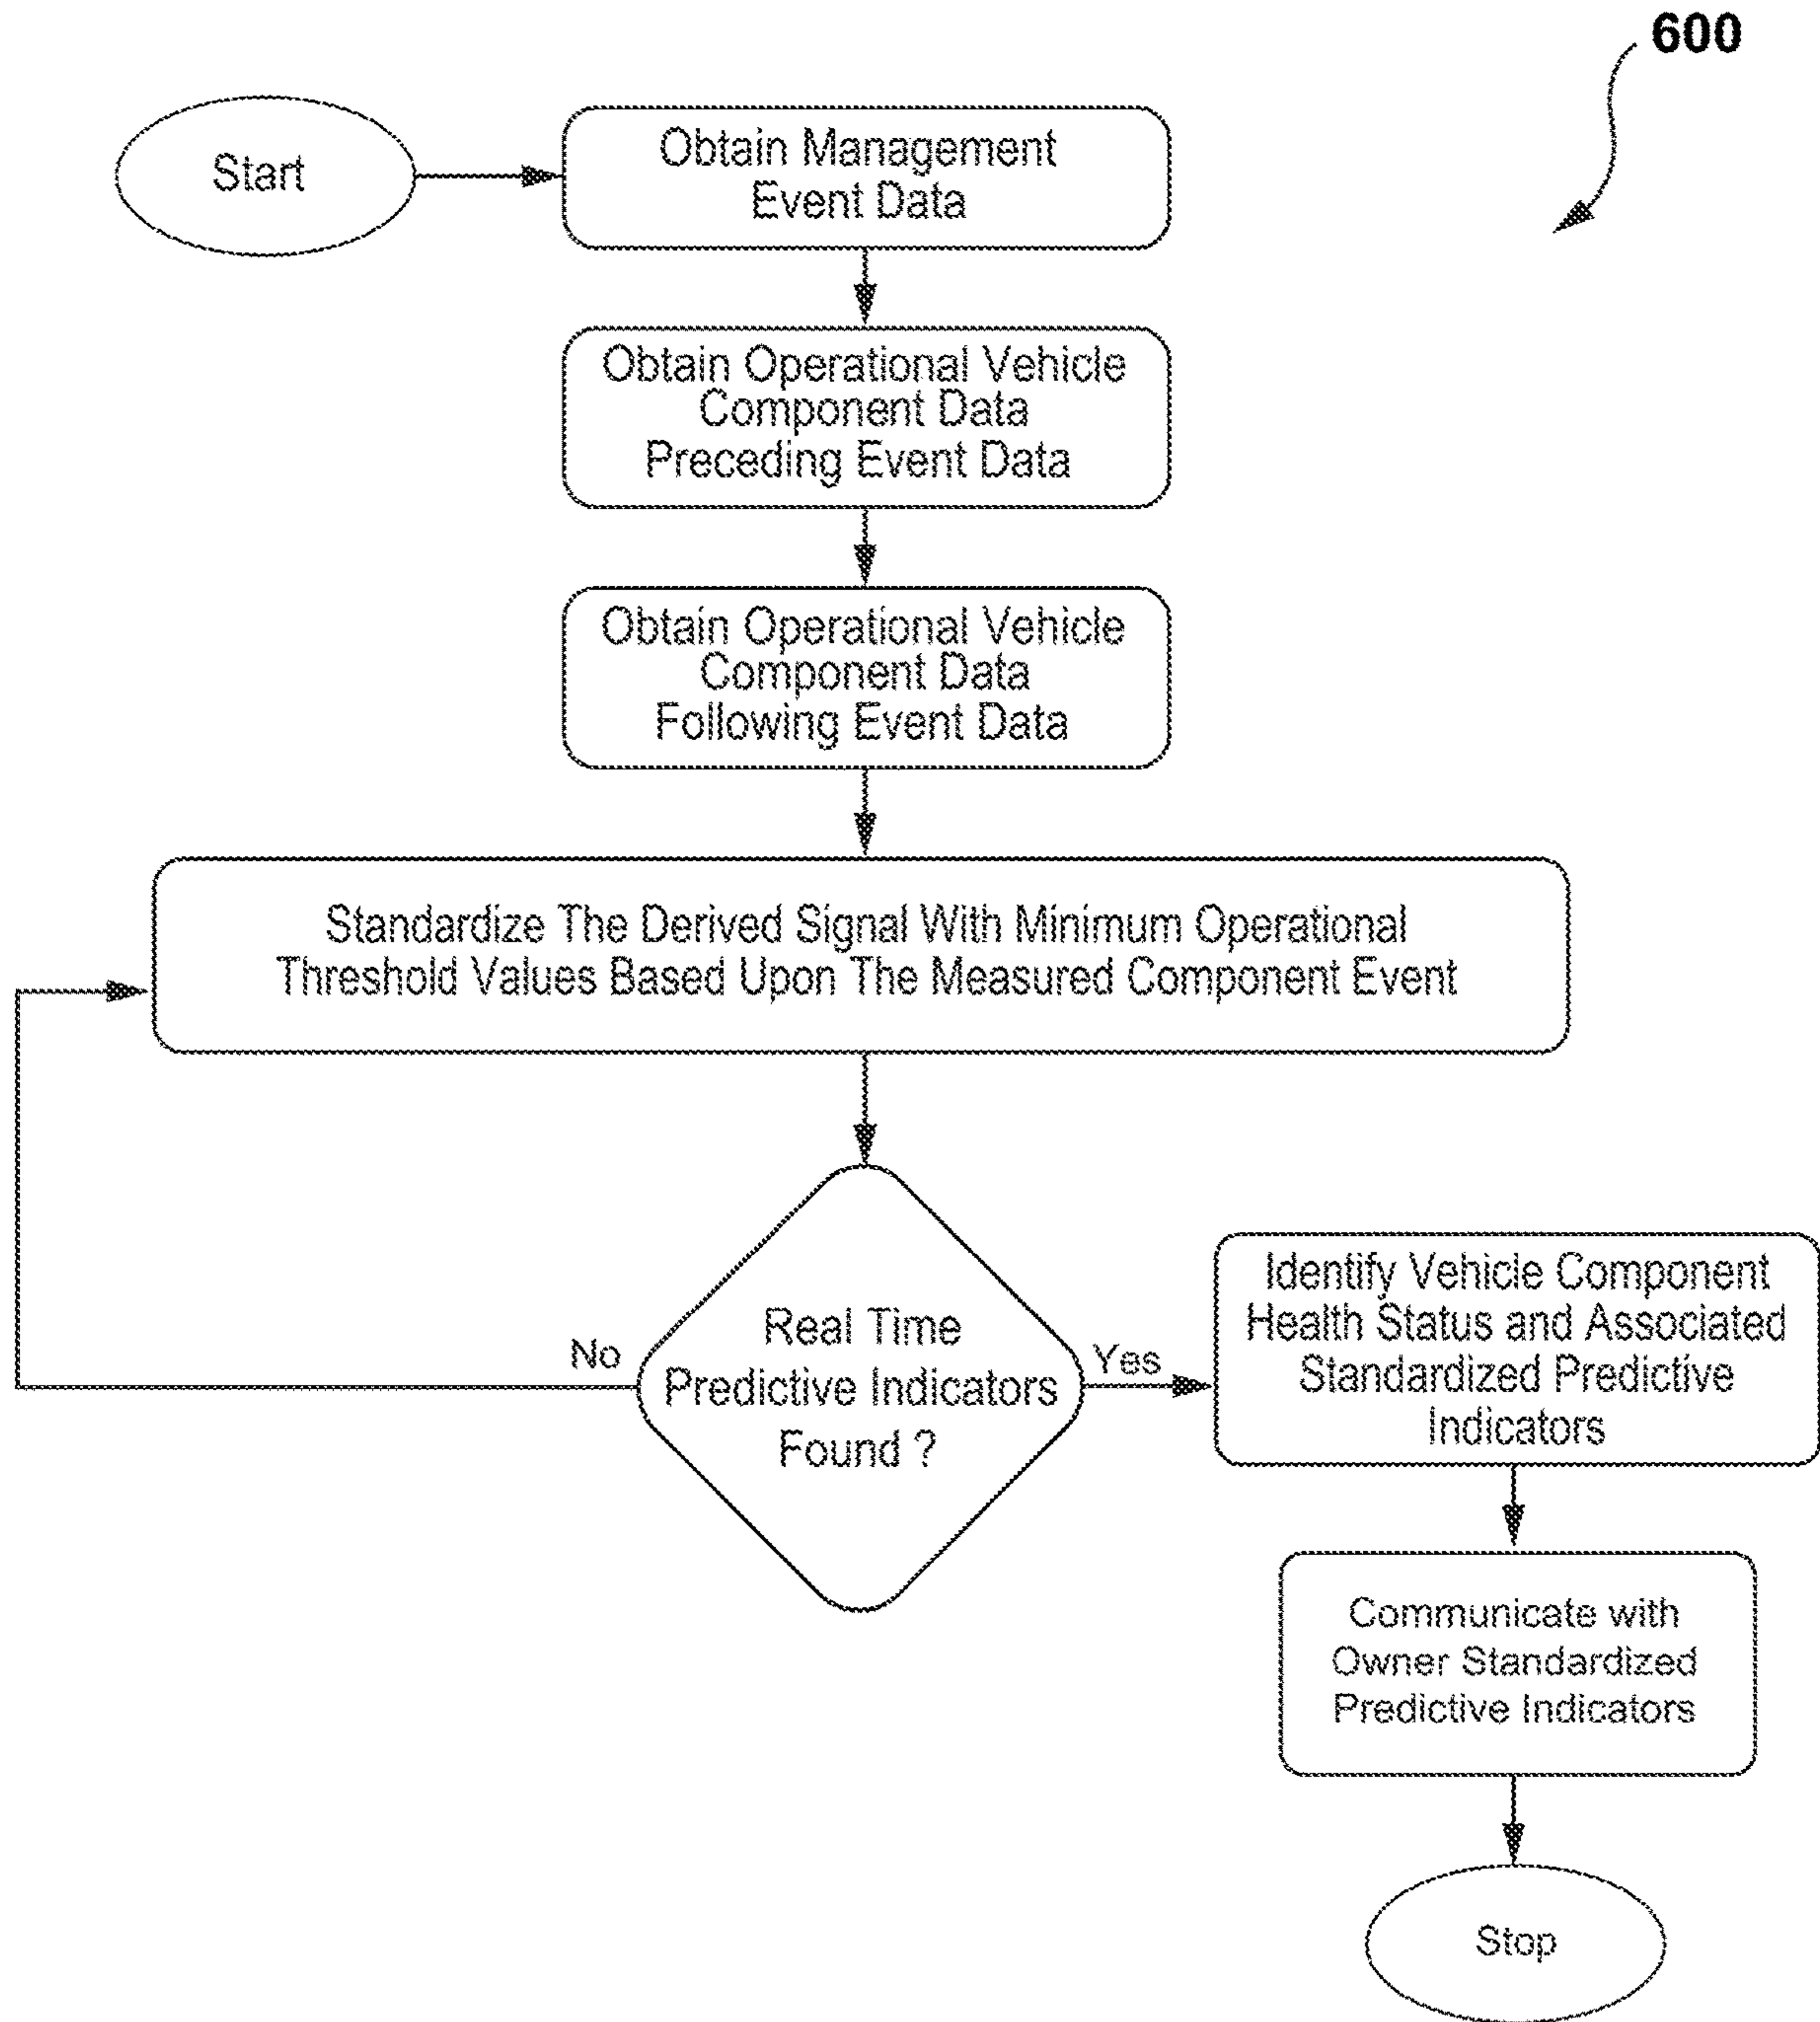 600
Start
Obtain Management
Event Data
Obtain Operational Vehicle
Component Data
Preceding Event Data
Obtain Operational Vehicle
Component Data
Following Event Data
Standardize The Derived Signal With Minimum Operational
Threshold Values Based Upon The Measured Component Event
Real Time
Predictive Indicators
Found ?
No
Yes
Identify Vehicle Component
Health Status and Associated
Standardized Predictive
Indicators
Communicate with
Owner Standardized
Predictive Indicators
Stop